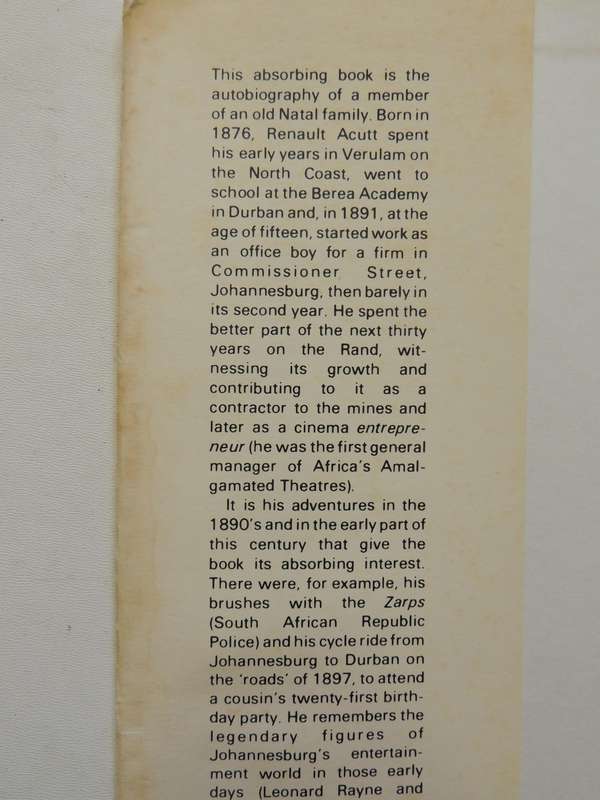 This absorbing book is the
autobiography of a member
of an old Natal family. Born in
1876, Renault Acutt spent
his early years in Verulam on
the North Coast, went to
school at the Berea Academy
in Durban and, in 1891, at the
age of fifteen, started work as
an office boy for a firm in
Commissioner Street,
Johannesburg, then barely in
its second year. He spent the
better part of the next thirty
years on the Rand, wit-
nessing its growth and
contributing to it as a
contractor to the mines and
later as a cinema entrepre-
neur (he was the first general
manager of Africa's Amal-
gamated Theatres).
It is his adventures in the
1890's and in the early part of
this century that give the
book its absorbing interest.
There were, for example, his
brushes with the Zarps
(South African Republic
Police) and his cycle ride from
Johannesburg to Durban on
the 'roads' of 1897, to attend
a cousin's twenty-first birth-
day party. He remembers the
legendary figures of
Johannesburg's entertain-
ment world in those early
days (Leonard Rayne and